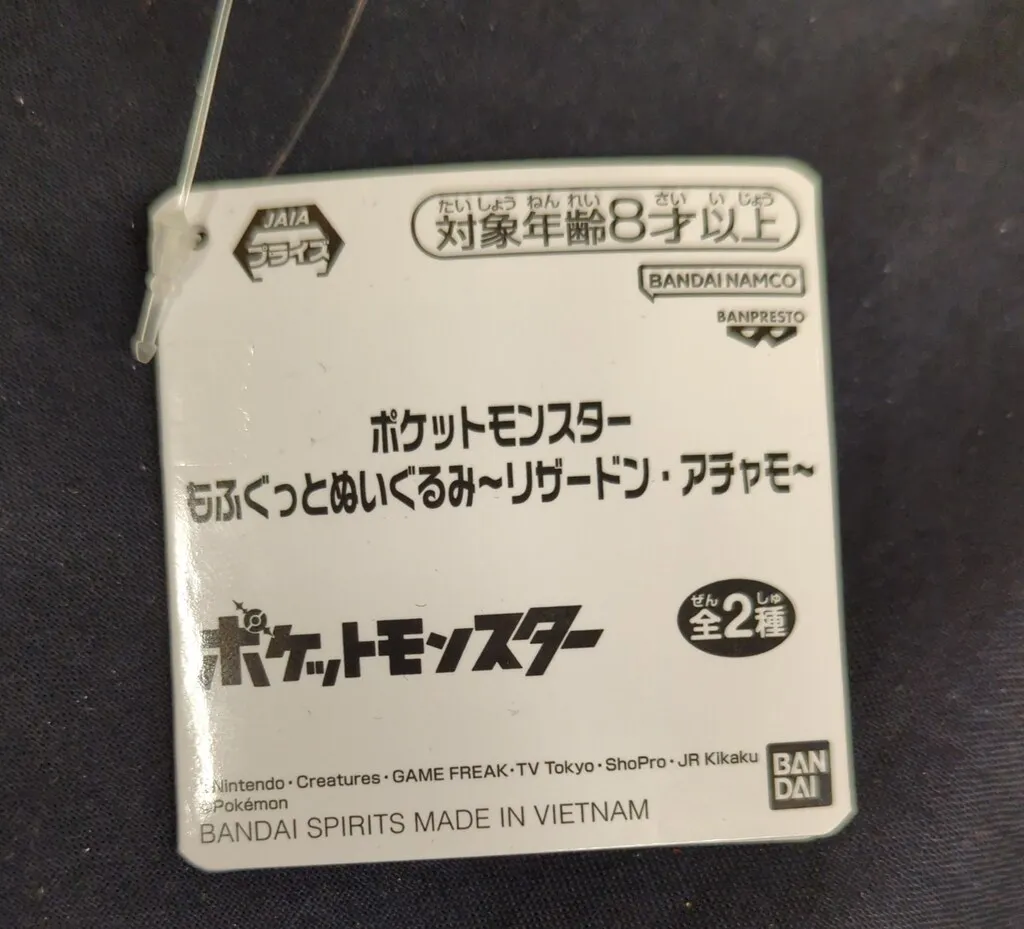 JAIA
プライズ
たいしょう ねん れい さい い じょう
対象年齢8才以上
BANDAI NAMCO
BANPRESTO
ポケットモンスター
もふぐっとぬいぐるみ~リザードン・アチャモ~
ポケットモンスター
ぜん しゅ
全2種
©Nintendo・Creatures・GAME FREAK・TV Tokyo・ShoPro・JR Kikaku
©Pokémon
BANDAI SPIRITS MADE IN VIETNAM
BAN
DAI